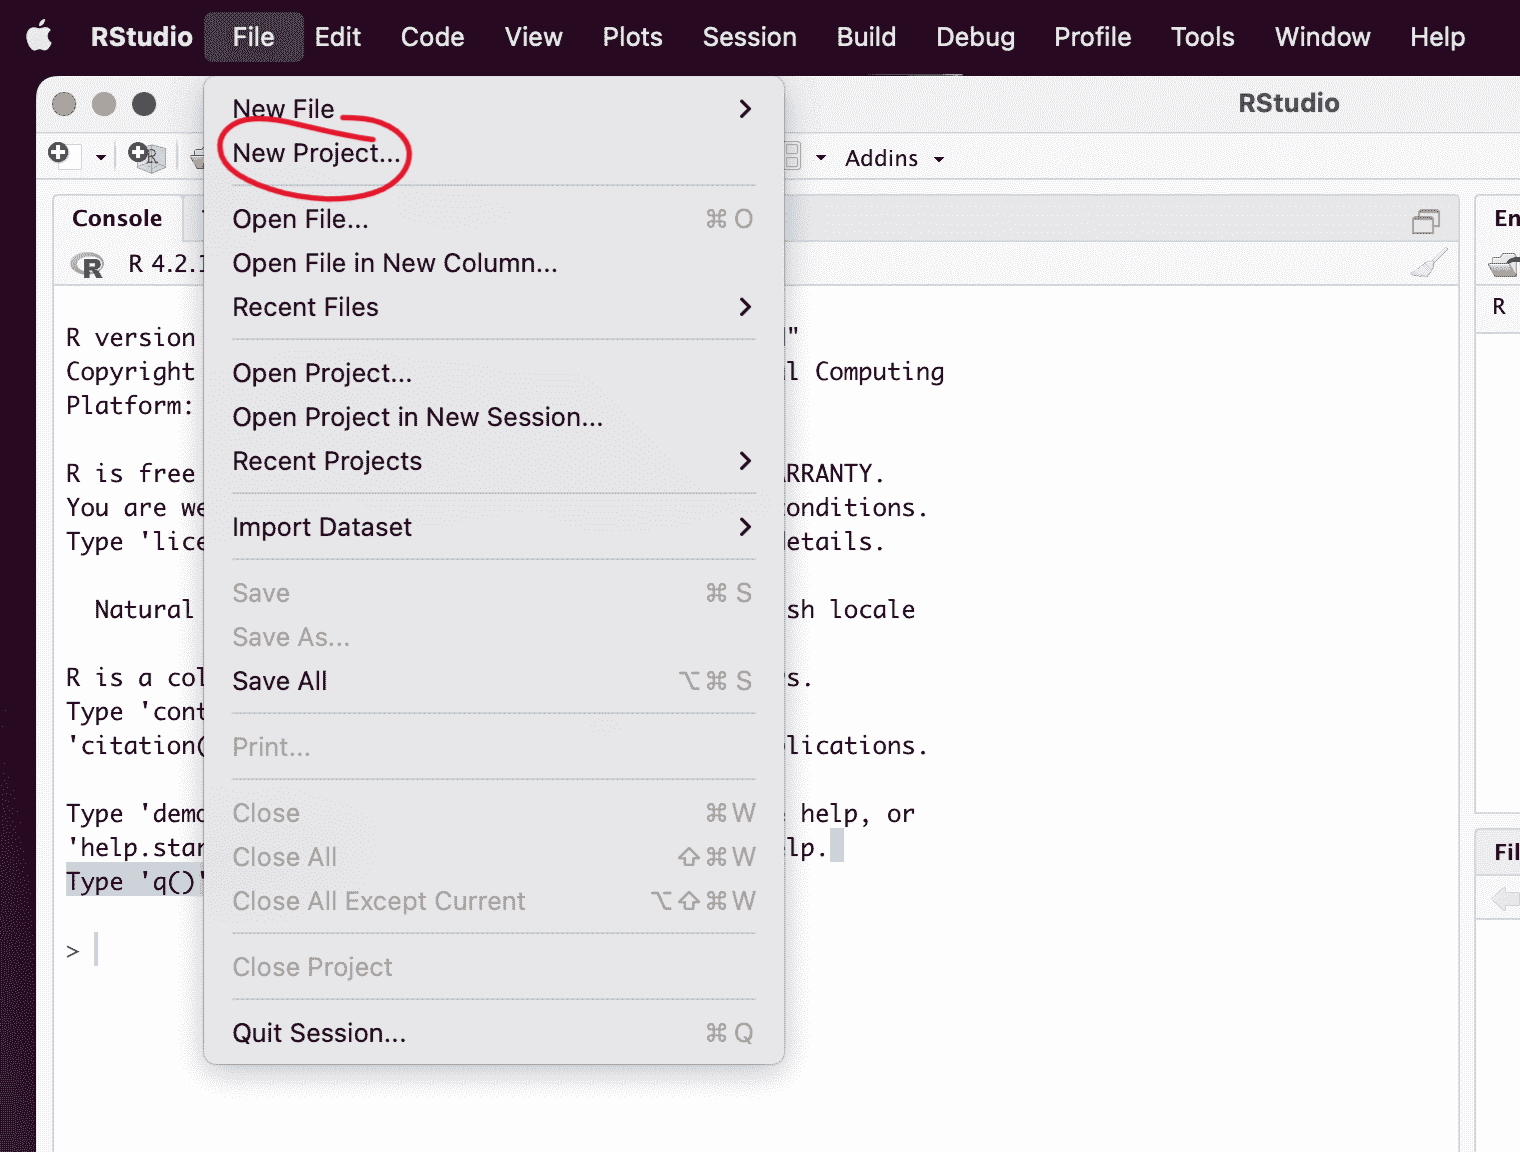 RStudio File Edit Code View Plots Session Build Debug Profile Tools Window Help
RStudio
Addins
New File
New Project...
Open File... ⌘ O
Open File in New Column...
Recent Files
Open Project...
Open Project in New Session...
Recent Projects
Import Dataset
Save ⌘ S
Save As...
Save All ⌥⌘ S
Print...
Close ⌘W
Close All ⇧⌘W
Close All Except Current ⌥⇧⌘W
Close Project
Quit Session... ⌘ Q
Console
R R 4.2.1
R version "
Copyright Computing
Platform:
R is free RRANTY.
You are onditions.
Type 'lice details.
Natural sh locale
R is a s.
Type 'cont
'citation( lications.
Type 'demo help, or
'help.star lp.
Type 'q()'
>
En
R
Fil